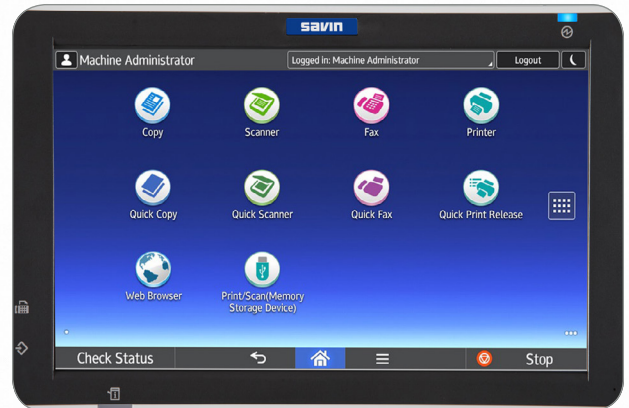 savin
Machine Administrator
Logged in: Machine Administrator
Logout
Copy
Scanner
Fax
Printer
Quick Copy
Quick Scanner
Quick Fax
Quick Print Release
Web Browser
Print/Scan(Memory
Storage Device)
Check Status
Stop